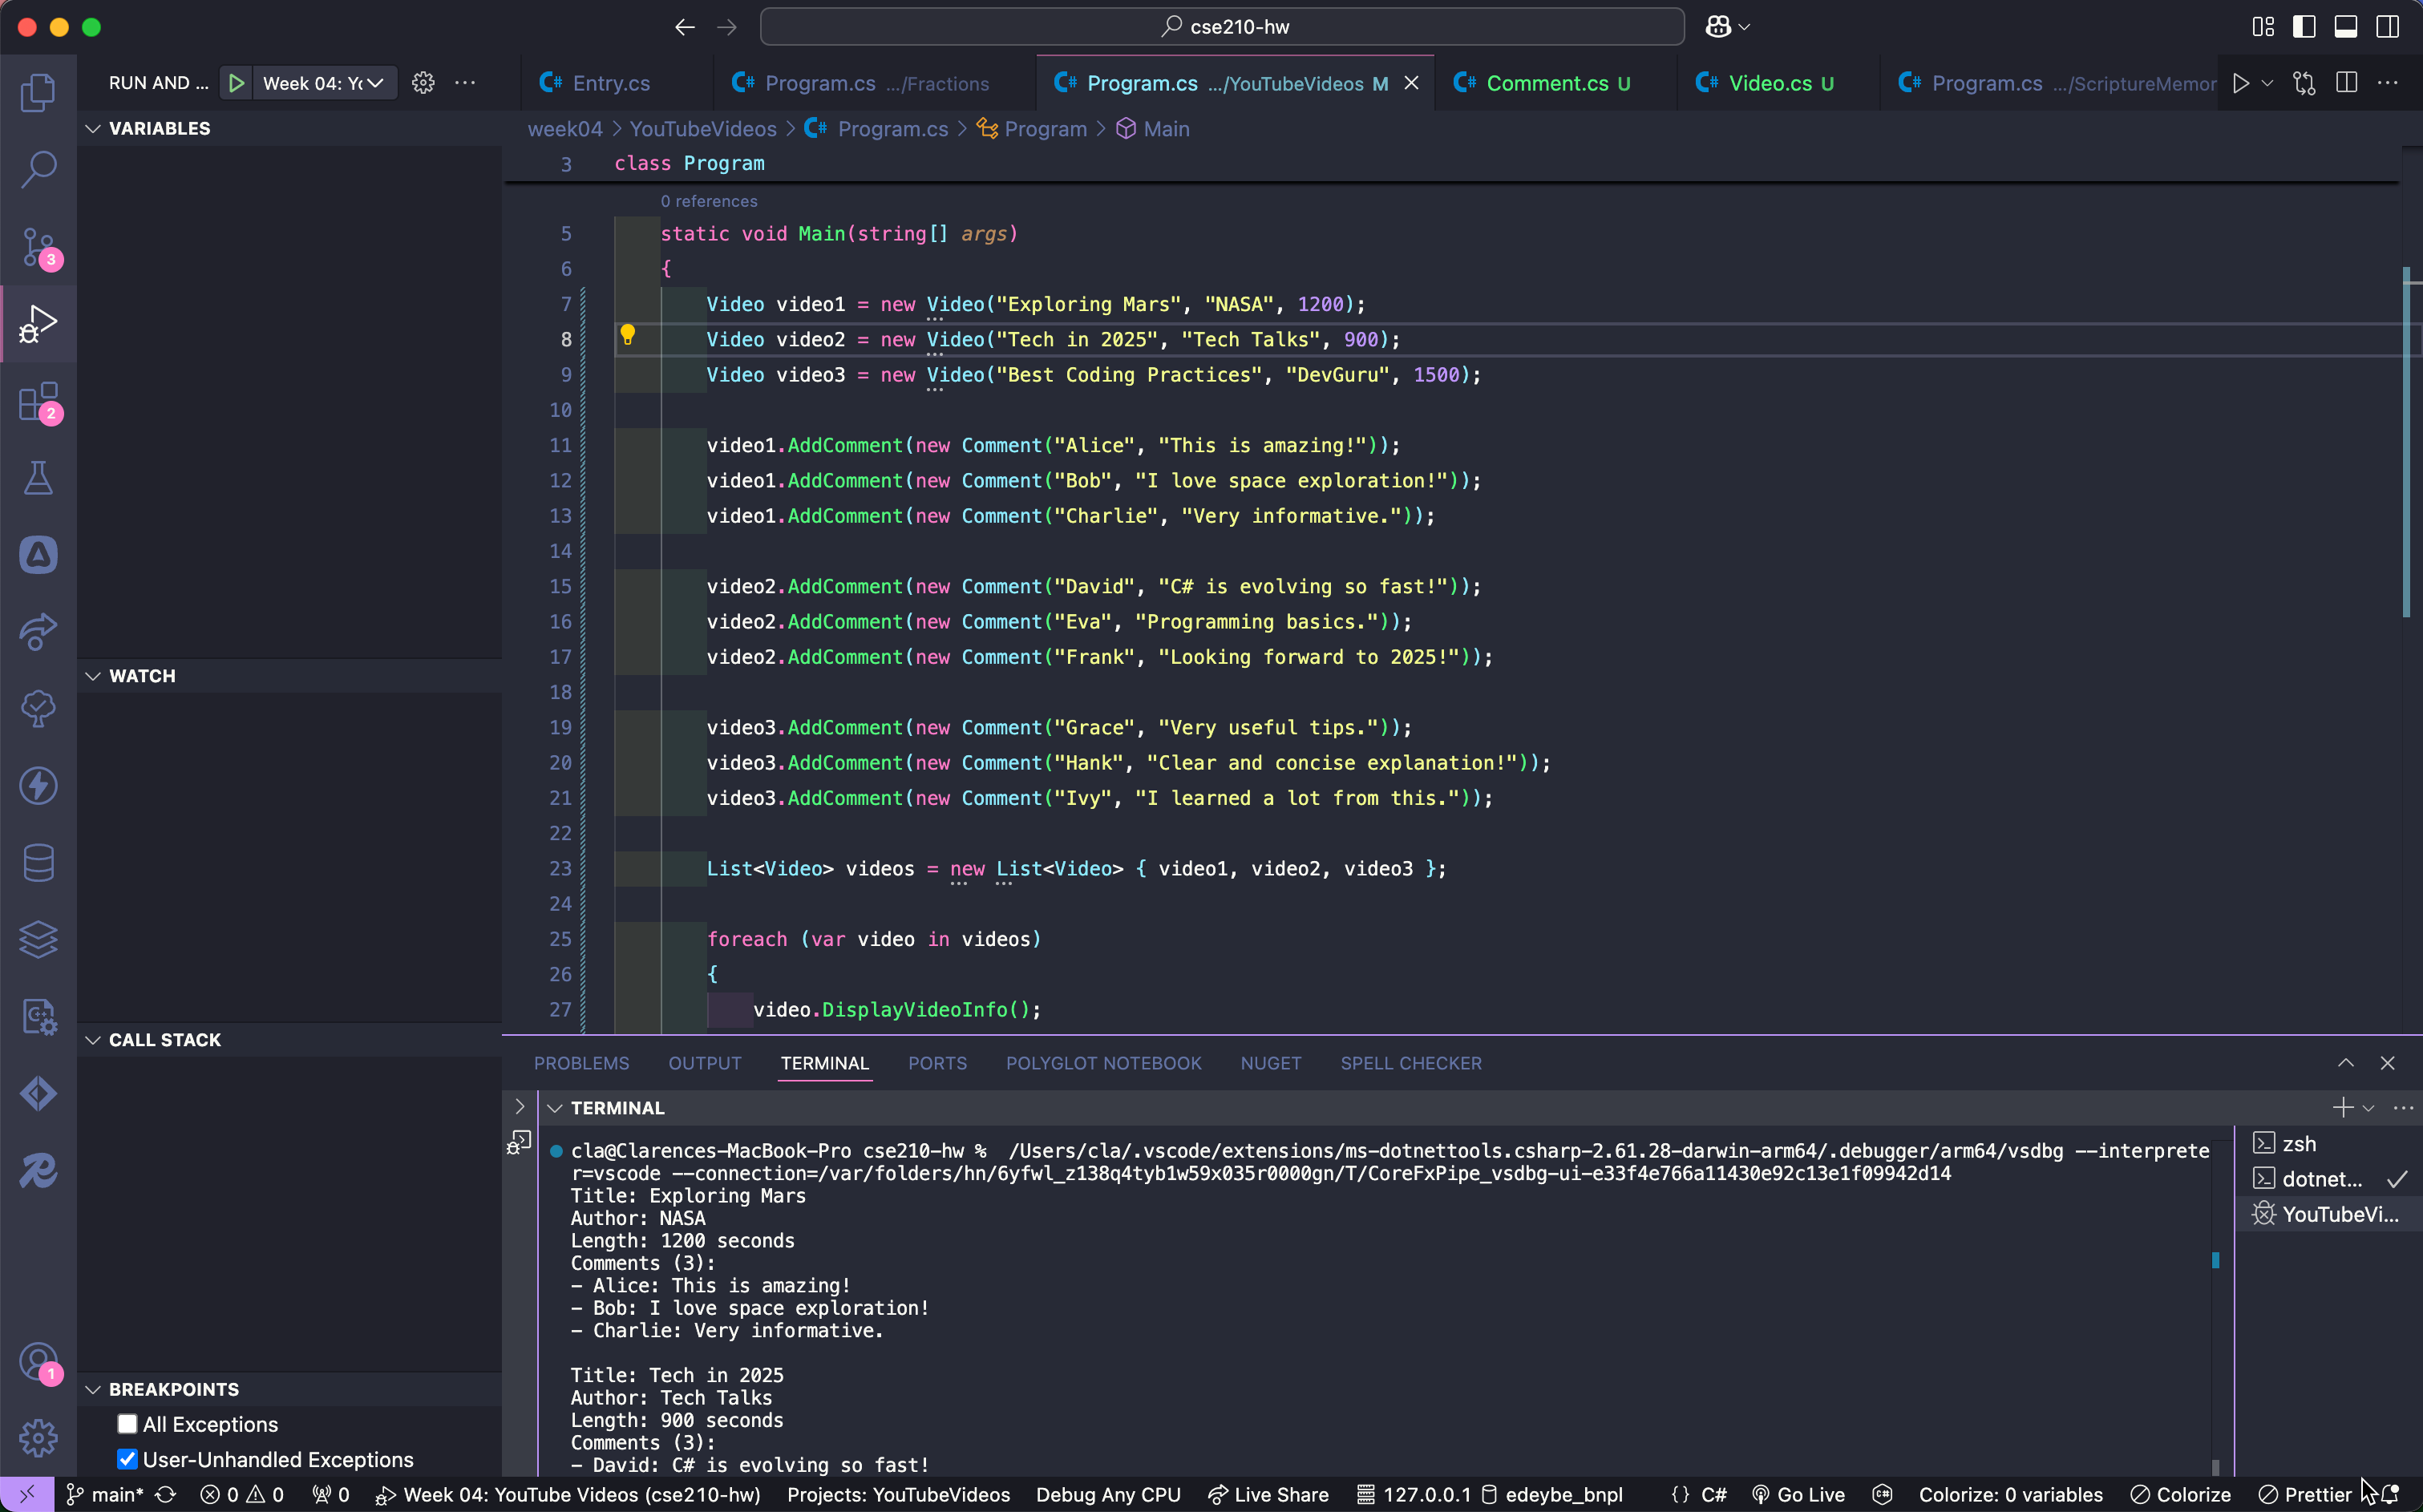 cse210-hw
RUN AND ...
Week 04: Yo
Entry.cs
Program.cs .../Fractions
Program.cs .../YouTubeVideos M
Comment.cs U
Video.cs U
Program.cs .../ScriptureMemor
week04 > YouTubeVideos > Program.cs > Program > Main
VARIABLES
3 class Program
0 references
5 static void Main(string[] args)
6 {
7 Video video1 = new Video("Exploring Mars", "NASA", 1200);
8 Video video2 = new Video("Tech in 2025", "Tech Talks", 900);
9 Video video3 = new Video("Best Coding Practices", "DevGuru", 1500);
10
11 video1.AddComment(new Comment("Alice", "This is amazing!"));
12 video1.AddComment(new Comment("Bob", "I love space exploration!"));
13 video1.AddComment(new Comment("Charlie", "Very informative."));
14
15 video2.AddComment(new Comment("David", "C# is evolving so fast!"));
16 video2.AddComment(new Comment("Eva", "Programming basics."));
17 video2.AddComment(new Comment("Frank", "Looking forward to 2025!"));
18
19 video3.AddComment(new Comment("Grace", "Very useful tips."));
20 video3.AddComment(new Comment("Hank", "Clear and concise explanation!"));
21 video3.AddComment(new Comment("Ivy", "I learned a lot from this."));
22
23 List<Video> videos = new List<Video> { video1, video2, video3 };
24
25 foreach (var video in videos)
26 {
27 video.DisplayVideoInfo();
3
2
1
WATCH
CALL STACK
BREAKPOINTS
All Exceptions
User-Unhandled Exceptions
PROBLEMS OUTPUT TERMINAL PORTS POLYGLOT NOTEBOOK NUGET SPELL CHECKER
TERMINAL
cla@Clarences-MacBook-Pro cse210-hw %  /Users/cla/.vscode/extensions/ms-dotnettools.csharp-2.61.28-darwin-arm64/.debugger/arm64/vsdbg --interprete
r=vscode --connection=/var/folders/hn/6yfwl_z138q4tyb1w59x035r0000gn/T/CoreFxPipe_vsdbg-ui-e33f4e766a11430e92c13e1f09942d14
Title: Exploring Mars
Author: NASA
Length: 1200 seconds
Comments (3):
- Alice: This is amazing!
- Bob: I love space exploration!
- Charlie: Very informative.
Title: Tech in 2025
Author: Tech Talks
Length: 900 seconds
Comments (3):
- David: C# is evolving so fast!
zsh
dotnet...
YouTubeVi...
main* 0 0 0 Week 04: YouTube Videos (cse210-hw) Projects: YouTubeVideos Debug Any CPU Live Share 127.0.0.1 edeybe_bnpl {} C# Go Live Colorize: 0 variables Colorize Prettier